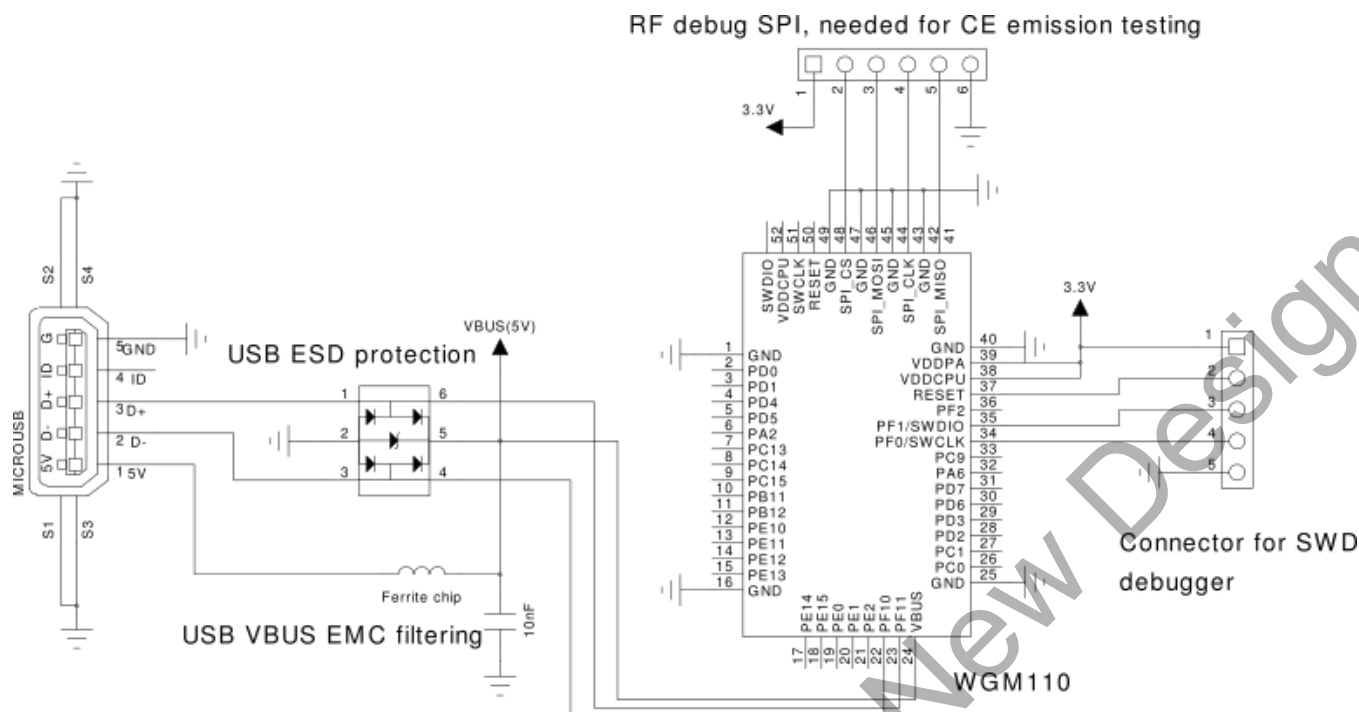 RF debug SPI, needed for CE emission testing
1 2 3 4 5 6
3.3V
52 51 50 49 48 47 46 45 44 43 42 41
SWDIO
VDDCPU
SWCLK
RESET
GND
SPI_CS
GND
SPI_MOSI
GND
SPI_CLK
GND
SPI_MISO
S2 S4
MICROUSB
G 5 GND
ID 4 ID
D+ 3 D+
D- 2 D-
5V 1 5V
S1 S3
USB ESD protection
1 6
2 5
3 4
VBUS(5V)
Ferrite chip
10nF
USB VBUS EMC filtering
1 GND
2 PD0
3 PD1
4 PD4
5 PD5
6 PA2
7 PC13
8 PC14
9 PC15
10 PB11
11 PB12
12 PE10
13 PE11
14 PE12
15 PE13
16 GND
PE14
PE15
PE0
PE1
PE2
PF10
PF11
VBUS
17 18 19 20 21 22 23 24
GND 40
VDDPA 39
VDDCPU 38
RESET 37
PF2 36
PF1/SWDIO 35
PF0/SWCLK 34
PC9 33
PA6 32
PD7 31
PD6 30
PD3 29
PD2 28
PC1 27
PC0 26
GND 25
WGM110
3.3V
1
2
3
4
5
Connector for SWD
debugger
New Design